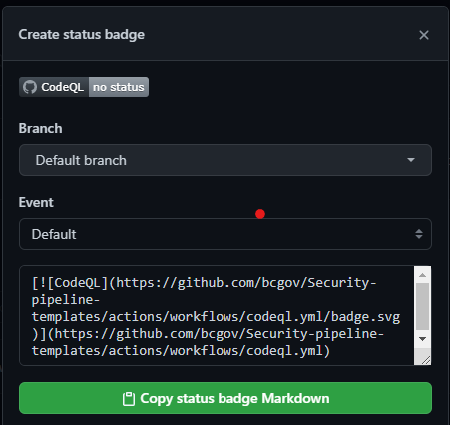 Create status badge
CodeQL no status
Branch
Default branch
Event
Default
[![CodeQL](https://github.com/bcgov/Security-
pipeline-
templates/actions/workflows/codeql.yml/badge.svg
)](https://github.com/bcgov/Security-pipeline-
templates/actions/workflows/codeql.yml)
Copy status badge Markdown